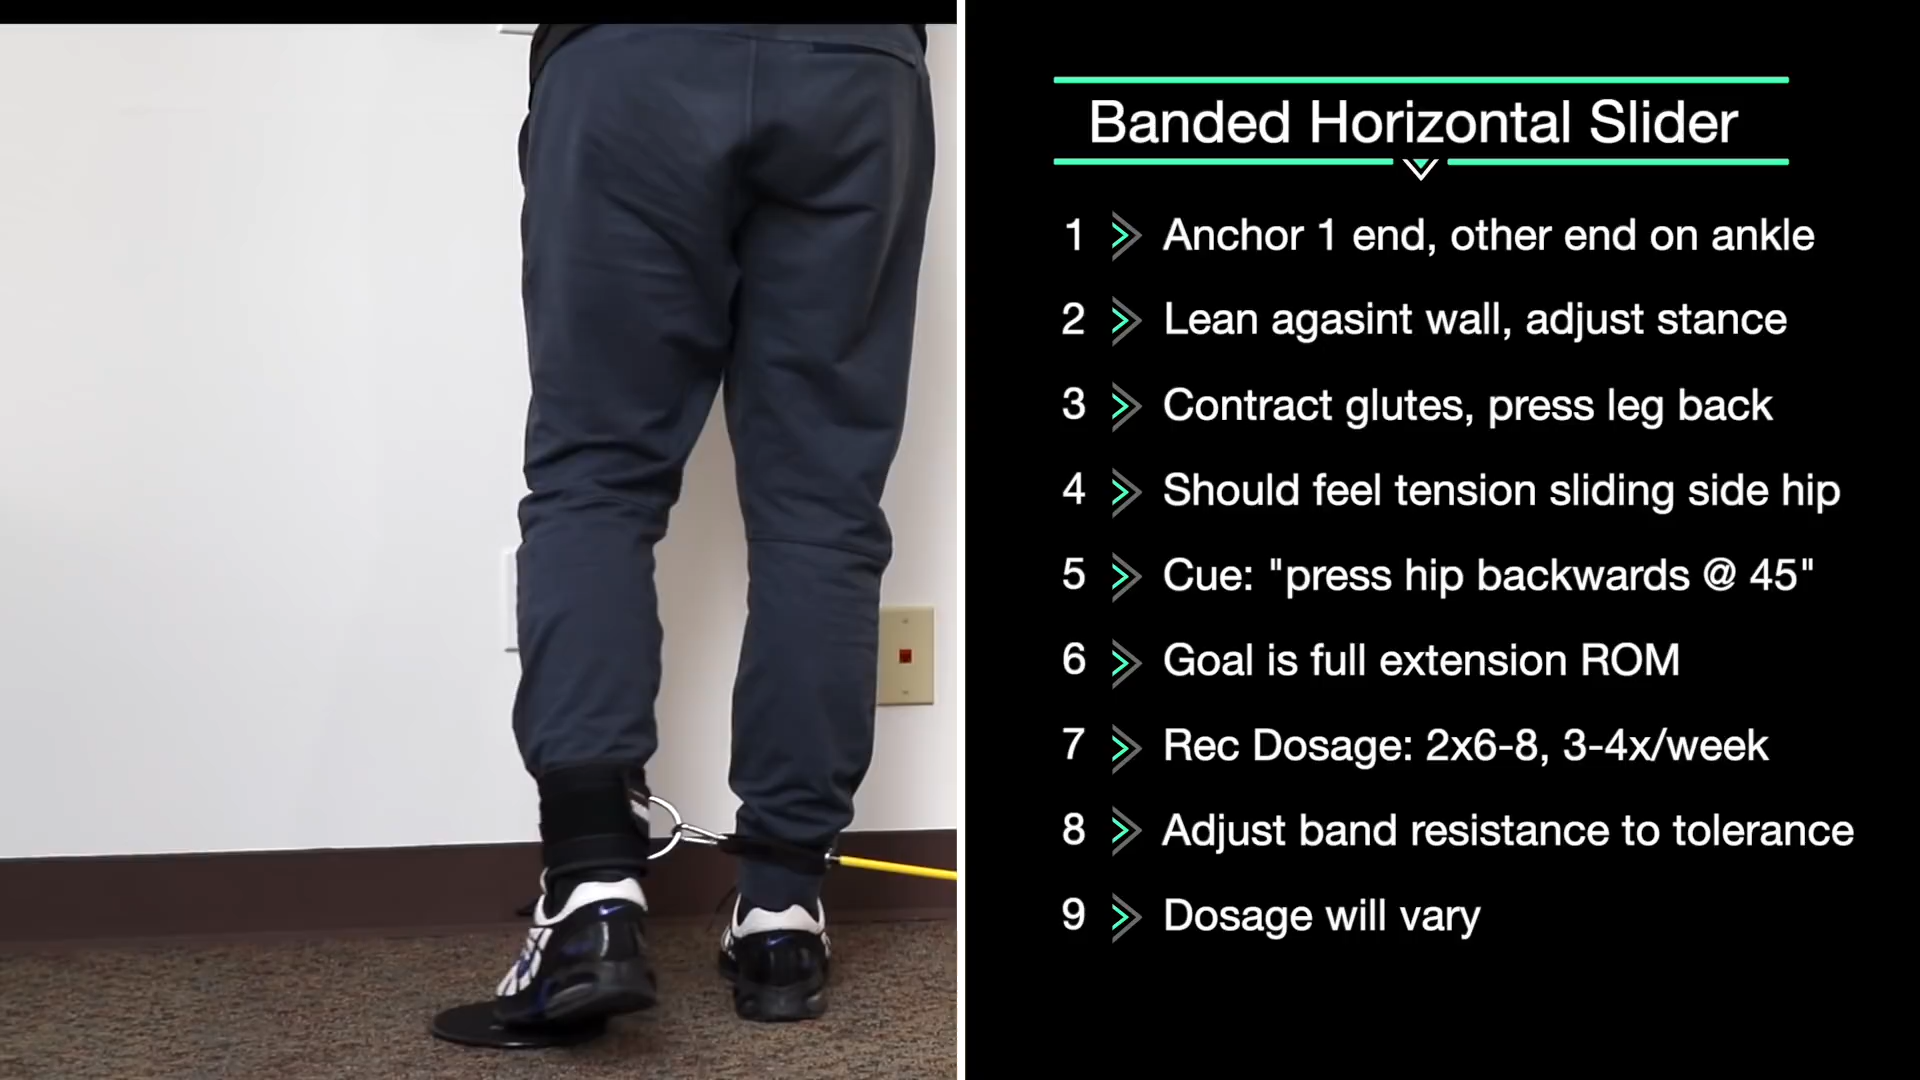 Banded Horizontal Slider
1 Anchor 1 end, other end on ankle
2 Lean agasint wall, adjust stance
3 Contract glutes, press leg back
4 Should feel tension sliding side hip
5 Cue: "press hip backwards @ 45"
6 Goal is full extension ROM
7 Rec Dosage: 2x6-8, 3-4x/week
8 Adjust band resistance to tolerance
9 Dosage will vary